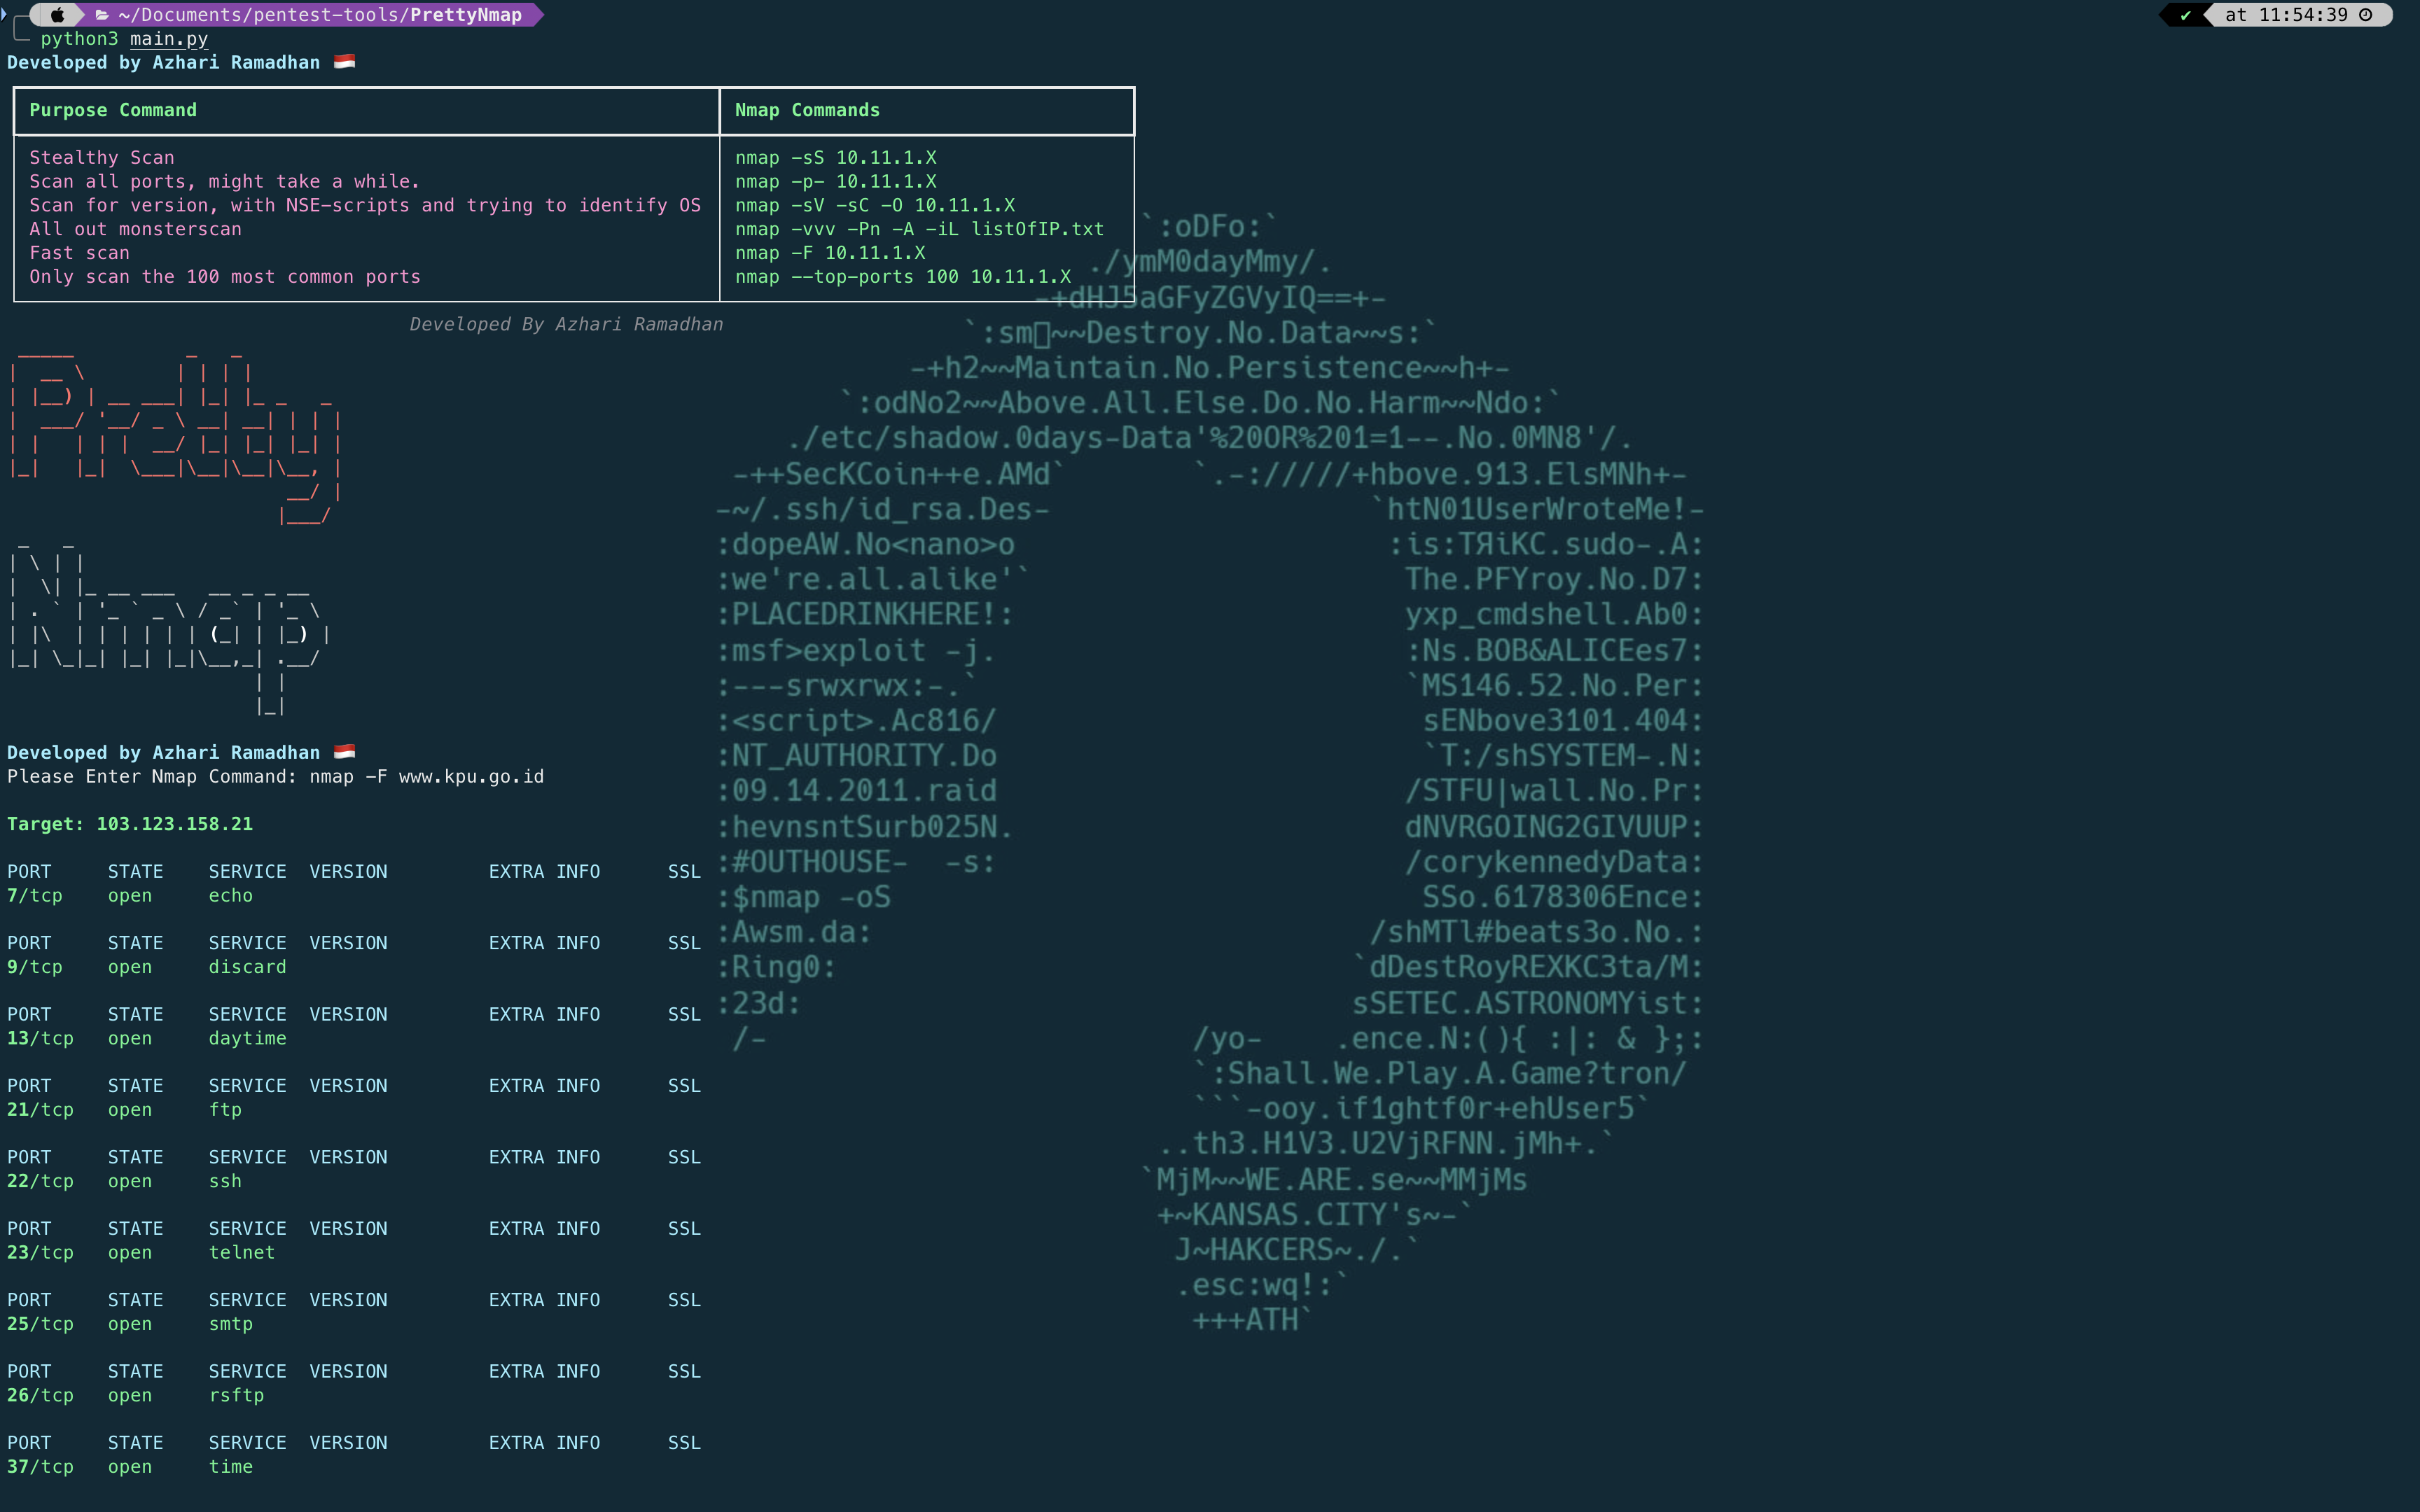 ~/Documents/pentest-tools/PrettyNmap
✔ at 11:54:39
python3 main.py
Developed by Azhari Ramadhan 🇮🇩
Purpose Command Nmap Commands
Stealthy Scan nmap -sS 10.11.1.X
Scan all ports, might take a while. nmap -p- 10.11.1.X
Scan for version, with NSE-scripts and trying to identify OS nmap -sV -sC -O 10.11.1.X
All out monsterscan nmap -vvv -Pn -A -iL listOfIP.txt
Fast scan nmap -F 10.11.1.X
Only scan the 100 most common ports nmap --top-ports 100 10.11.1.X
Developed By Azhari Ramadhan
Pretty
Nmap
Developed by Azhari Ramadhan 🇮🇩
Please Enter Nmap Command: nmap -F www.kpu.go.id
Target: 103.123.158.21
PORT STATE SERVICE VERSION EXTRA INFO SSL
7/tcp open echo
PORT STATE SERVICE VERSION EXTRA INFO SSL
9/tcp open discard
PORT STATE SERVICE VERSION EXTRA INFO SSL
13/tcp open daytime
PORT STATE SERVICE VERSION EXTRA INFO SSL
21/tcp open ftp
PORT STATE SERVICE VERSION EXTRA INFO SSL
22/tcp open ssh
PORT STATE SERVICE VERSION EXTRA INFO SSL
23/tcp open telnet
PORT STATE SERVICE VERSION EXTRA INFO SSL
25/tcp open smtp
PORT STATE SERVICE VERSION EXTRA INFO SSL
26/tcp open rsftp
PORT STATE SERVICE VERSION EXTRA INFO SSL
37/tcp open time
`:oDFo:`
./ymM0dayMmy/.
-+dHJ5aGFyZGVyIQ==+-
`:sm~~Destroy.No.Data~~s:`
-+h2~~Maintain.No.Persistence~~h+-
`:odNo2~~Above.All.Else.Do.No.Harm~~Ndo:`
./etc/shadow.0days-Data'%20OR%201=1--.No.0MN8'/.
-++SecKCoin++e.AMd` `.-://///+hbove.913.ElsMNh+-
-~/.ssh/id_rsa.Des- `htN01UserWroteMe!-
:dopeAW.No<nano>o :is:TЯiKC.sudo-.A:
:we're.all.alike'` The.PFYroy.No.D7:
:PLACEDRINKHERE!: yxp_cmdshell.Ab0:
:msf>exploit -j. :Ns.BOB&ALICEes7:
:---srwxrwx:-.` `MS146.52.No.Per:
:<script>.Ac816/ sENbove3101.404:
:NT_AUTHORITY.Do `T:/shSYSTEM-.N:
:09.14.2011.raid /STFU|wall.No.Pr:
:hevnsntSurb025N. dNVRGOING2GIVUUP:
:#OUTHOUSE- -s: /corykennedyData:
:$nmap -oS SSo.6178306Ence:
:Awsm.da: /shMTl#beats3o.No.:
:Ring0: `dDestRoyREXKC3ta/M:
:23d: sSETEC.ASTRONOMYist:
/- /yo- .ence.N:(){ :|: & };:
`:Shall.We.Play.A.Game?tron/
```-ooy.if1ghtf0r+ehUser5`
..th3.H1V3.U2VjRFNN.jMh+.`
`MjM~~WE.ARE.se~~MMjMs
+~KANSAS.CITY's~-`
J~HAKCERS~./.`
.esc:wq!:`
+++ATH`